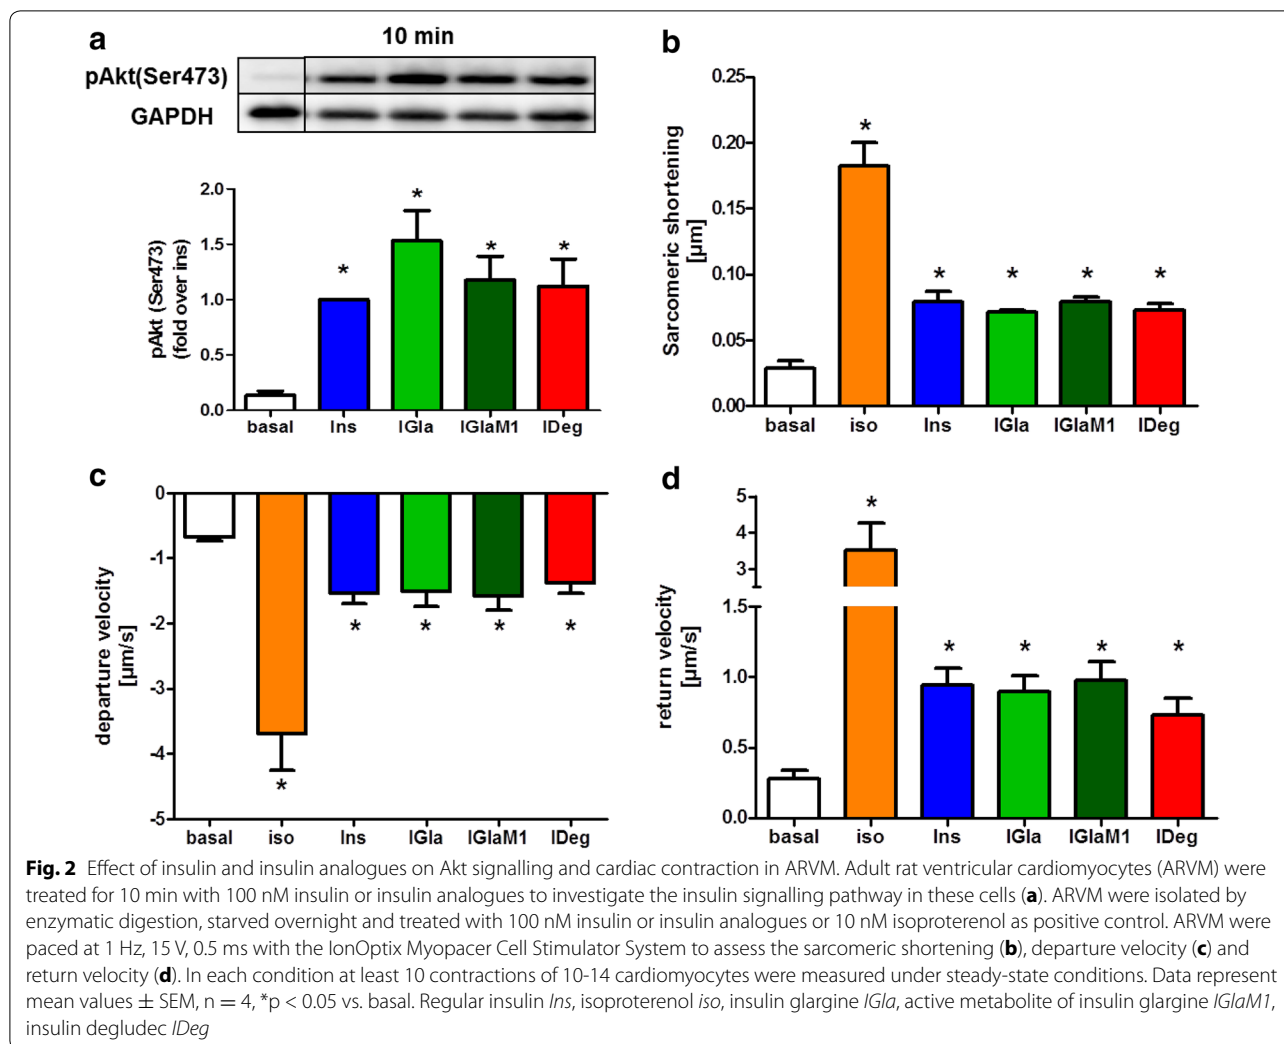 a
10 min
pAkt(Ser473)
GAPDH
pAkt (Ser473)
(fold over ins)
2.0
1.5
1.0
0.5
0.0
*
*
*
*
basal Ins IGla IGlaM1 IDeg
b
Sarcomeric shortening
[µm]
0.25
0.20
0.15
0.10
0.05
0.00
*
*
*
*
*
basal iso Ins IGla IGlaM1 IDeg
c
departure velocity
[µm/s]
0
-1
-2
-3
-4
-5
*
*
*
*
*
basal iso Ins IGla IGlaM1 IDeg
d
return velocity
[µm/s]
5
4
3
1.5
1.0
0.5
0.0
*
*
*
*
*
basal iso Ins IGla IGlaM1 IDeg
Fig. 2 Effect of insulin and insulin analogues on Akt signalling and cardiac contraction in ARVM. Adult rat ventricular cardiomyocytes (ARVM) were
treated for 10 min with 100 nM insulin or insulin analogues to investigate the insulin signalling pathway in these cells (a). ARVM were isolated by
enzymatic digestion, starved overnight and treated with 100 nM insulin or insulin analogues or 10 nM isoproterenol as positive control. ARVM were
paced at 1 Hz, 15 V, 0.5 ms with the IonOptix Myopacer Cell Stimulator System to assess the sarcomeric shortening (b), departure velocity (c) and
return velocity (d). In each condition at least 10 contractions of 10-14 cardiomyocytes were measured under steady-state conditions. Data represent
mean values ± SEM, n = 4, *p < 0.05 vs. basal. Regular insulin Ins, isoproterenol iso, insulin glargine IGla, active metabolite of insulin glargine IGlaM1,
insulin degludec IDeg